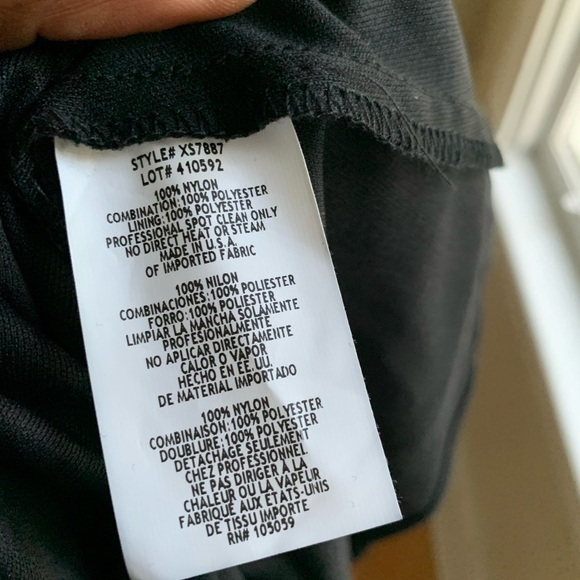 STYLE# XS7887
LOT# 410592
100% NYLON
COMBINATION: 100% POLYESTER
LINING: 100% POLYESTER
PROFESSIONAL SPOT CLEAN ONLY
NO DIRECT HEAT OR STEAM
MADE IN U.S.A.
OF IMPORTED FABRIC
100% NILON
COMBINACIONES: 100% POLIESTER
FORRO: 100% POLIESTER
LIMPIAR LA MANCHA SOLAMENTE
PROFESIONALMENTE
NO APLICAR DIRECTAMENTE
CALOR O VAPOR
HECHO EN EE.UU.
DE MATERIAL IMPORTADO
100% NYLON
COMBINAISON: 100% POLYESTER
DOUBLURE: 100% POLYESTER
DETACHAGE SEULEMENT
CHEZ PROFESSIONNEL
NE PAS DIRIGER À LA
CHALEUR OU LA VAPEUR
FABRIQUÉ AUX ÉTATS-UNIS
DE TISSU IMPORTE
RN# 105059